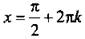 x = π/2 + 2πk